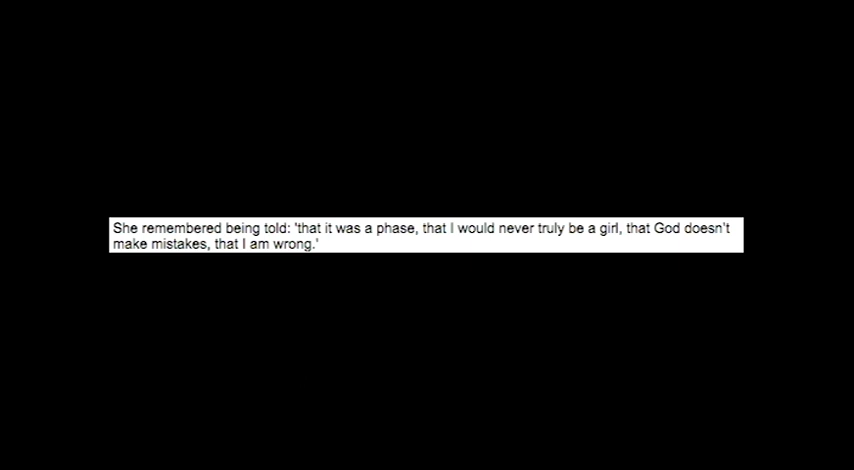 She remembered being told: 'that it was a phase, that I would never truly be a girl, that God doesn't
make mistakes, that I am wrong.'